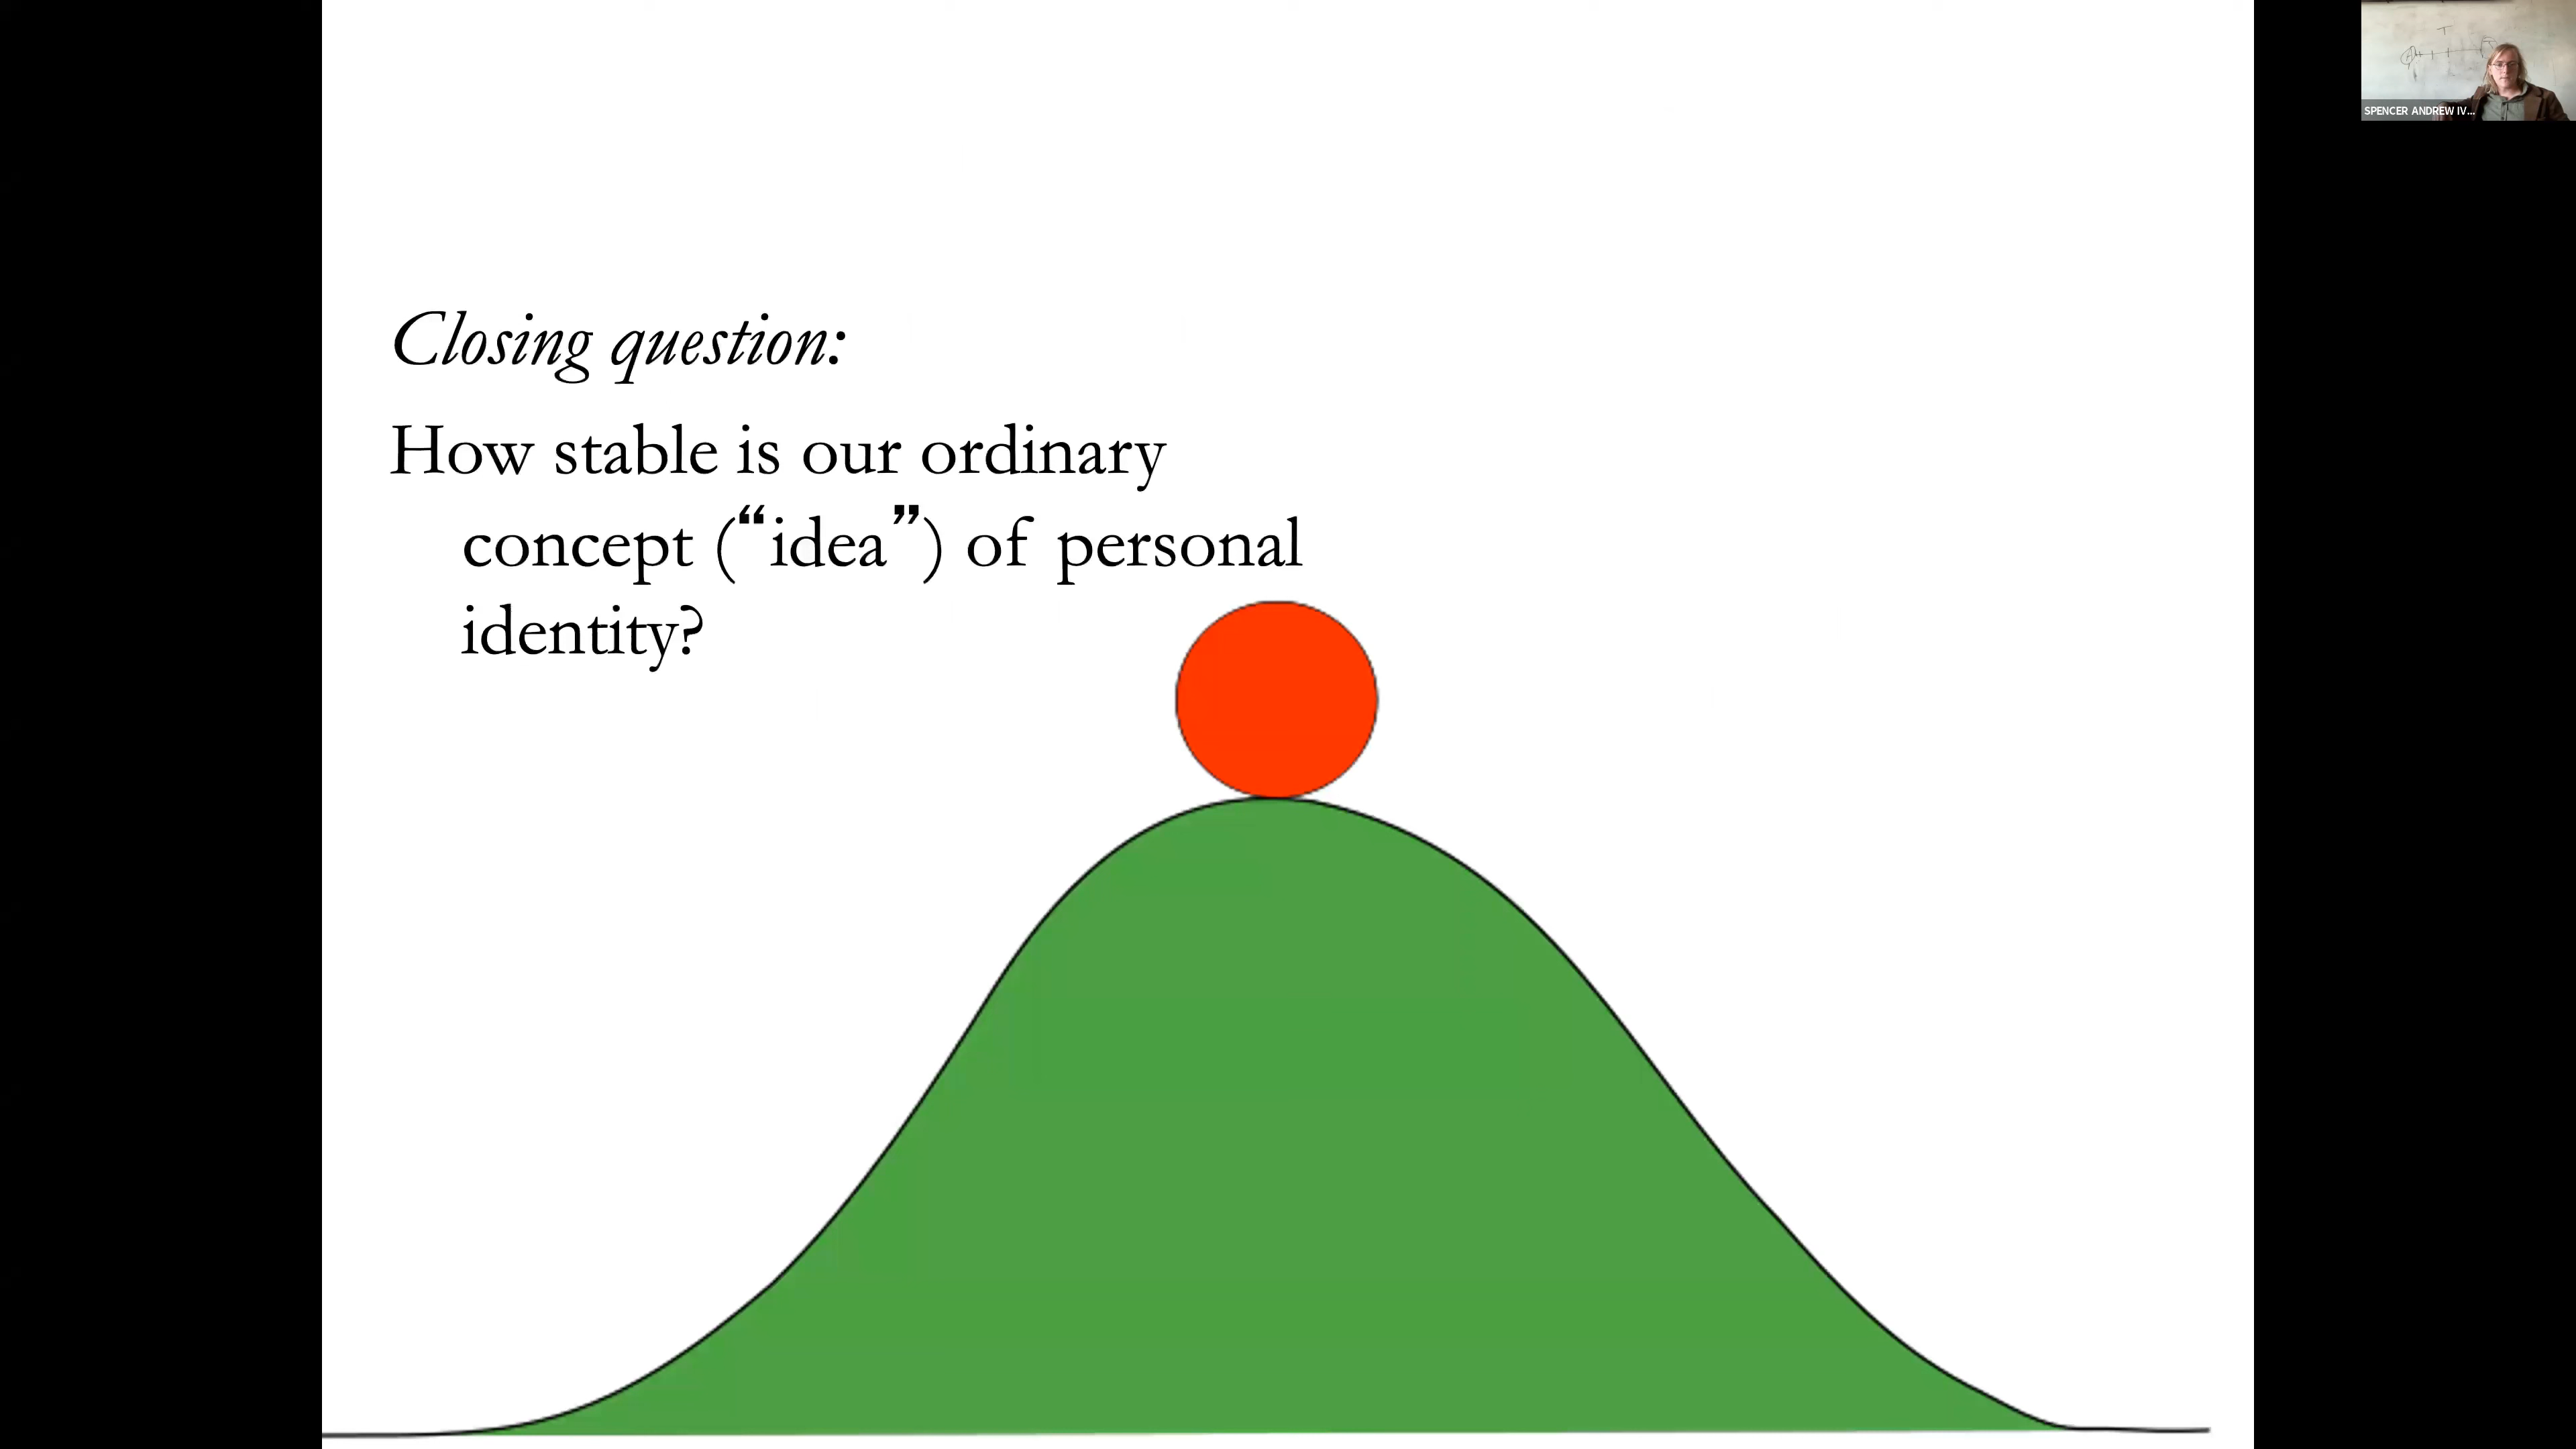 SPENCER ANDREW IV...
Closing question:
How stable is our ordinary
concept (“idea”) of personal
identity?